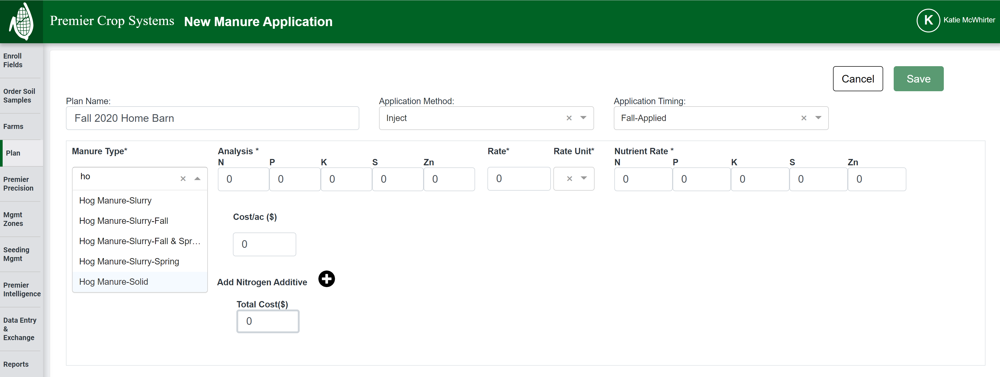 Premier Crop Systems New Manure Application
K Katie McWhirter
Enroll
Fields
Order Soil
Samples
Farms
Plan
Premier
Precision
Mgmt
Zones
Seeding
Mgmt
Premier
Intelligence
Data Entry
&
Exchange
Reports
Cancel Save
Plan Name: Application Method: Application Timing:
Fall 2020 Home Barn Inject × Fall-Applied ×
Manure Type* Analysis * Rate* Rate Unit* Nutrient Rate *
N P K S Zn N P K S Zn
ho × 0 0 0 0 0 0 × 0 0 0 0 0
Hog Manure-Slurry
Hog Manure-Slurry-Fall
Hog Manure-Slurry-Fall & Spr...
Hog Manure-Slurry-Spring
Hog Manure-Solid
Cost/ac ($)
0
Add Nitrogen Additive
Total Cost($)
0